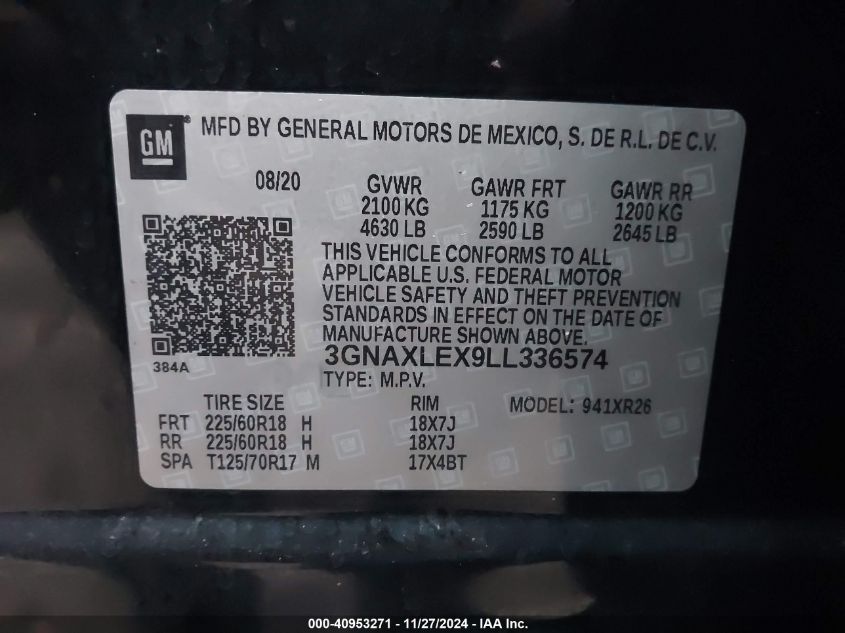 GM ® MFD BY GENERAL MOTORS DE MEXICO, S. DE R.L. DE C.V.
08/20 GVWR GAWR FRT GAWR RR
2100 KG 1175 KG 1200 KG
4630 LB 2590 LB 2645 LB
THIS VEHICLE CONFORMS TO ALL
APPLICABLE U.S. FEDERAL MOTOR
VEHICLE SAFETY AND THEFT PREVENTION
STANDARDS IN EFFECT ON THE DATE OF
MANUFACTURE SHOWN ABOVE.
3GNAXLEX9LL336574
384A TYPE: M.P.V.
TIRE SIZE RIM MODEL: 941XR26
FRT 225/60R18 H 18X7J
RR 225/60R18 H 18X7J
SPA T125/70R17 M 17X4BT
000-40953271 - 11/27/2024 - IAA Inc.